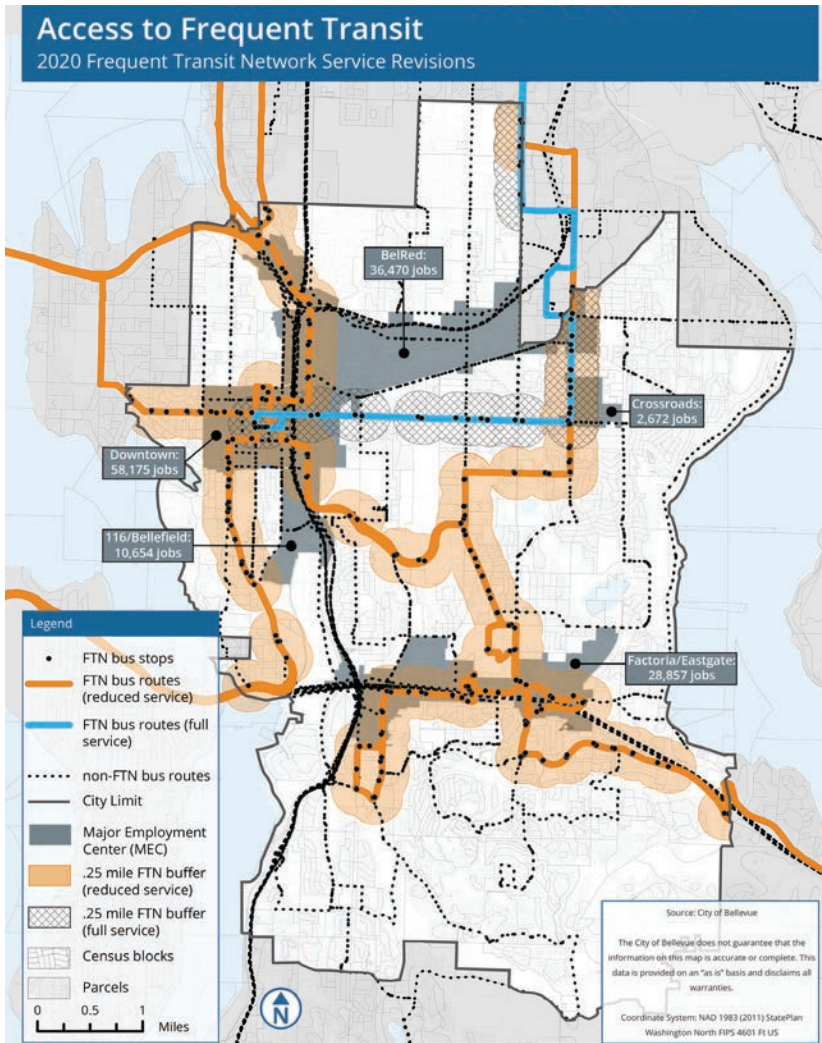 Access to Frequent Transit
2020 Frequent Transit Network Service Revisions
BelRed:
36,470 jobs
Crossroads:
2,672 jobs
Downtown:
58,175 jobs
116/Bellefield:
10,654 jobs
Factoria/Eastgate:
28,857 jobs
Legend
FTN bus stops
FTN bus routes
(reduced service)
FTN bus routes (full
service)
non-FTN bus routes
City Limit
Major Employment
Center (MEC)
.25 mile FTN buffer
(reduced service)
.25 mile FTN buffer
(full service)
Census blocks
Parcels
0 0.5 1
Miles
N
Source: City of Bellevue
The City of Bellevue does not guarantee that the
information on this map is accurate or complete. This
data is provided on an "as is" basis and disclaims all
warranties.
Coordinate System: NAD 1983 (2011) StatePlan
Washington North FIPS 4601 Ft US